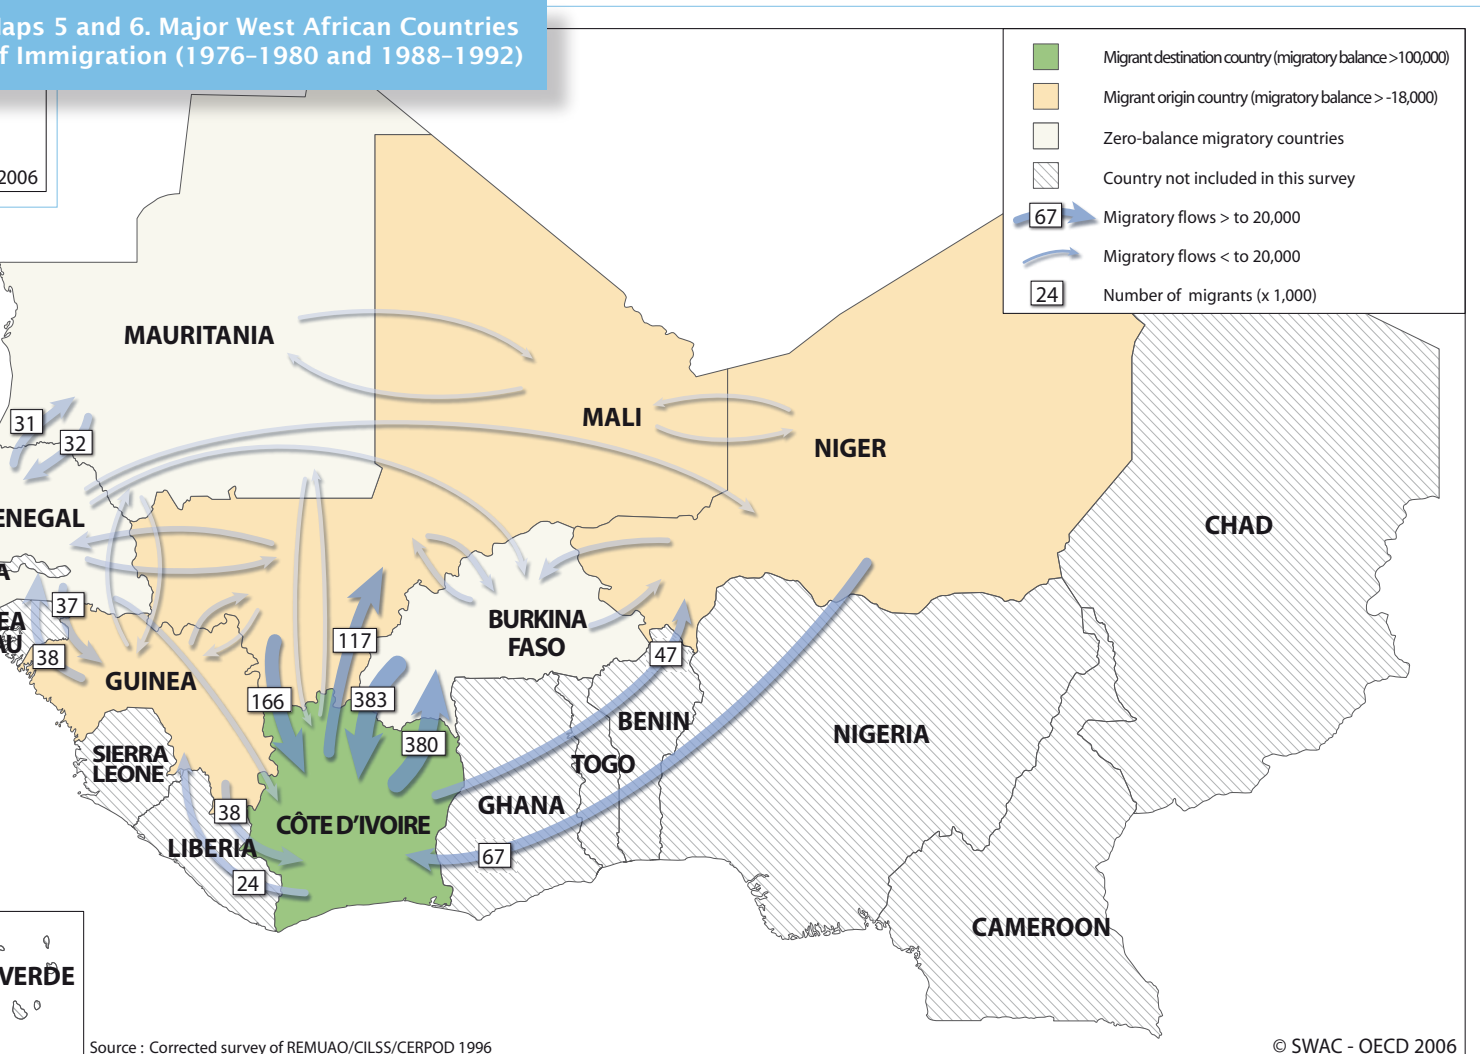 aps 5 and 6. Major West African Countries
f Immigration (1976–1980 and 1988–1992)
2006
Migrant destination country (migratory balance >100,000)
Migrant origin country (migratory balance > -18,000)
Zero-balance migratory countries
Country not included in this survey
67 Migratory flows > to 20,000
Migratory flows < to 20,000
24 Number of migrants (x 1,000)
MAURITANIA
MALI
NIGER
31
32
ENEGAL
CHAD
A
37
EA
AU
38
BURKINA
FASO
117
47
GUINEA
166
383
380
BENIN
NIGERIA
SIERRA
LEONE
TOGO
GHANA
38
CÔTE D'IVOIRE
LIBERIA
67
24
CAMEROON
VERDE
Source : Corrected survey of REMUAO/CILSS/CERPOD 1996
© SWAC - OECD 2006